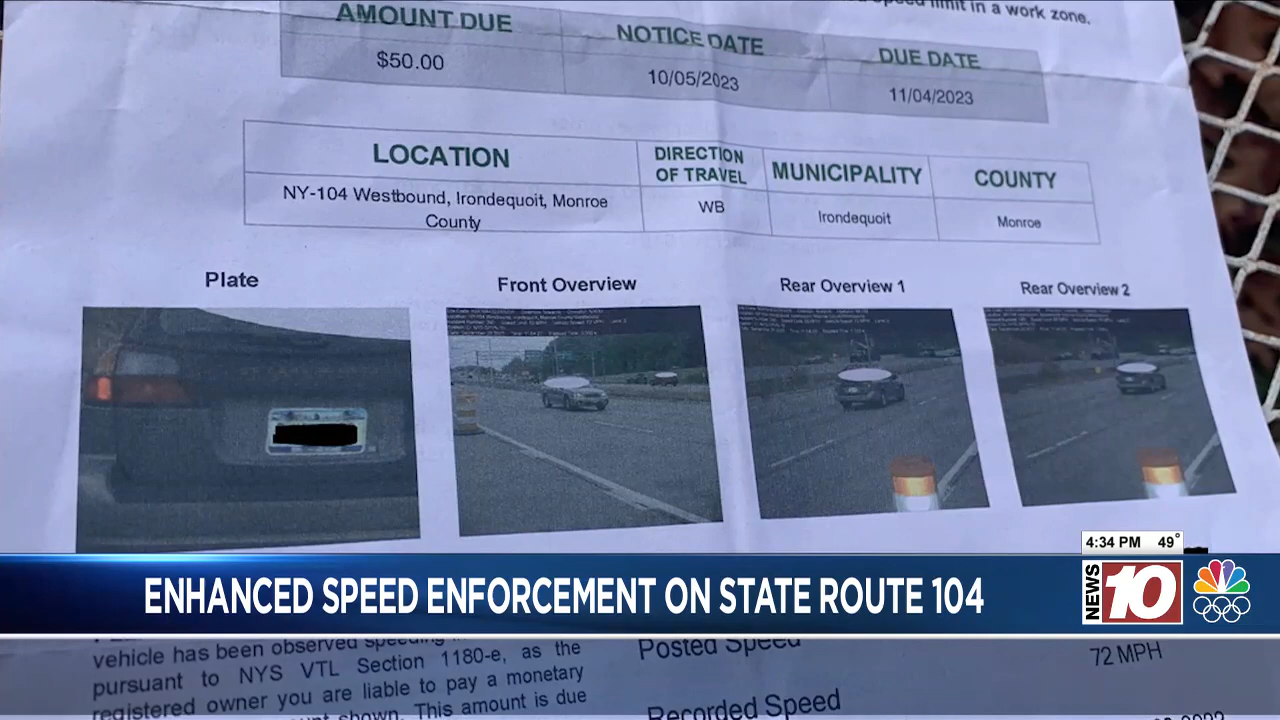 speed limit in a work zone.
AMOUNT DUE
NOTICE DATE
DUE DATE
$50.00
10/05/2023
11/04/2023
LOCATION
DIRECTION
OF TRAVEL
MUNICIPALITY
COUNTY
NY-104 Westbound, Irondequoit, Monroe
County
WB
Irondequoit
Monroe
Plate
Front Overview
Rear Overview 1
Rear Overview 2
4:34 PM 49°
ENHANCED SPEED ENFORCEMENT ON STATE ROUTE 104
NEWS 10
vehicle has been observed speeding
pursuant to NYS VTL Section 1180-e, as the
registered owner you are liable to pay a monetary
shown. This amount is due
Posted Speed
72 MPH
Recorded Speed